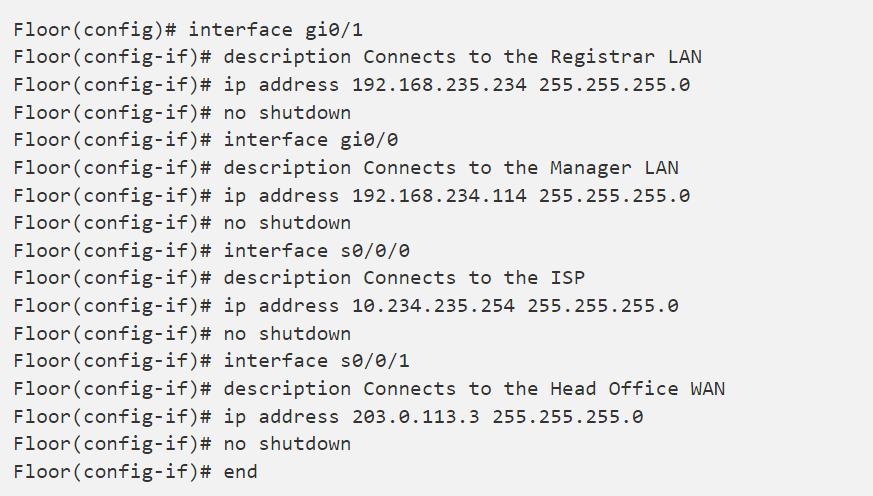 Floor(config)# interface gi0/1
Floor(config-if)# description Connects to the Registrar LAN
Floor(config-if)# ip address 192.168.235.234 255.255.255.0
Floor(config-if)# no shutdown
Floor(config-if)# interface gi0/0
Floor(config-if)# description Connects to the Manager LAN
Floor(config-if)# ip address 192.168.234.114 255.255.255.0
Floor(config-if)# no shutdown
Floor(config-if)# interface s0/0/0
Floor(config-if)# description Connects to the ISP
Floor(config-if)# ip address 10.234.235.254 255.255.255.0
Floor(config-if)# no shutdown
Floor(config-if)# interface s0/0/1
Floor(config-if)# description Connects to the Head Office WAN
Floor(config-if)# ip address 203.0.113.3 255.255.255.0
Floor(config-if)# no shutdown
Floor(config-if)# end